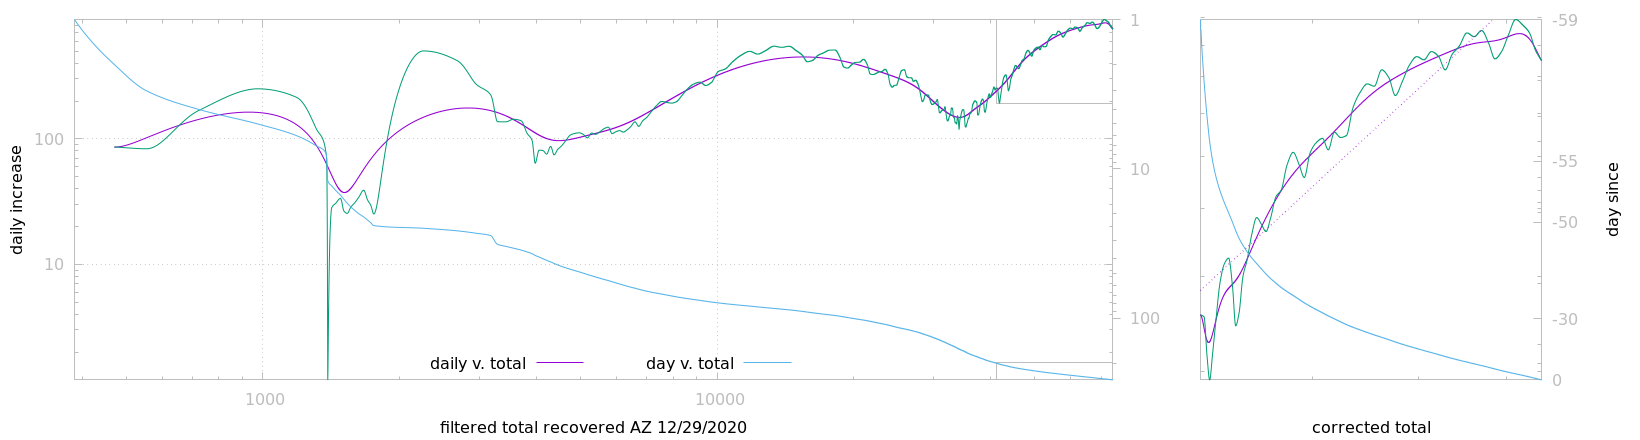 daily increase
100
10
1000
10000
1
10
100
daily v. total
day v. total
filtered total recovered AZ 12/29/2020
-59
-55
-50
-30
0
day since
corrected total